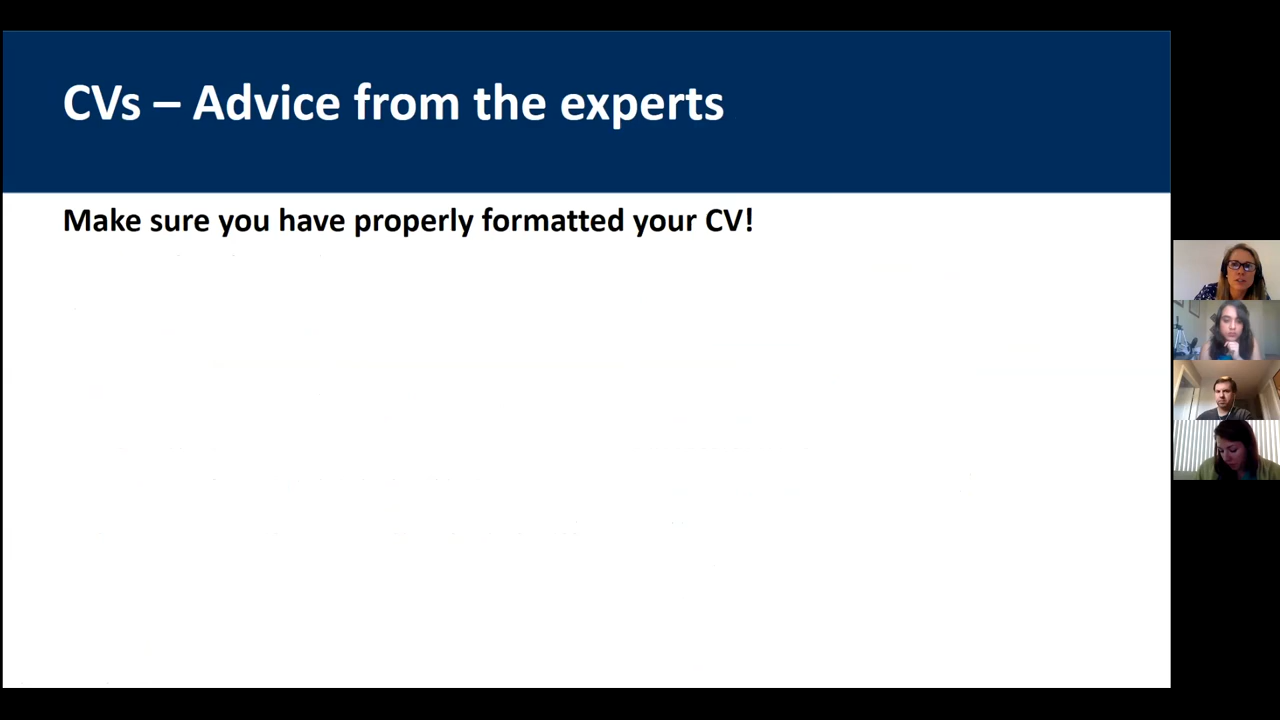 CVs – Advice from the experts
Make sure you have properly formatted your CV!